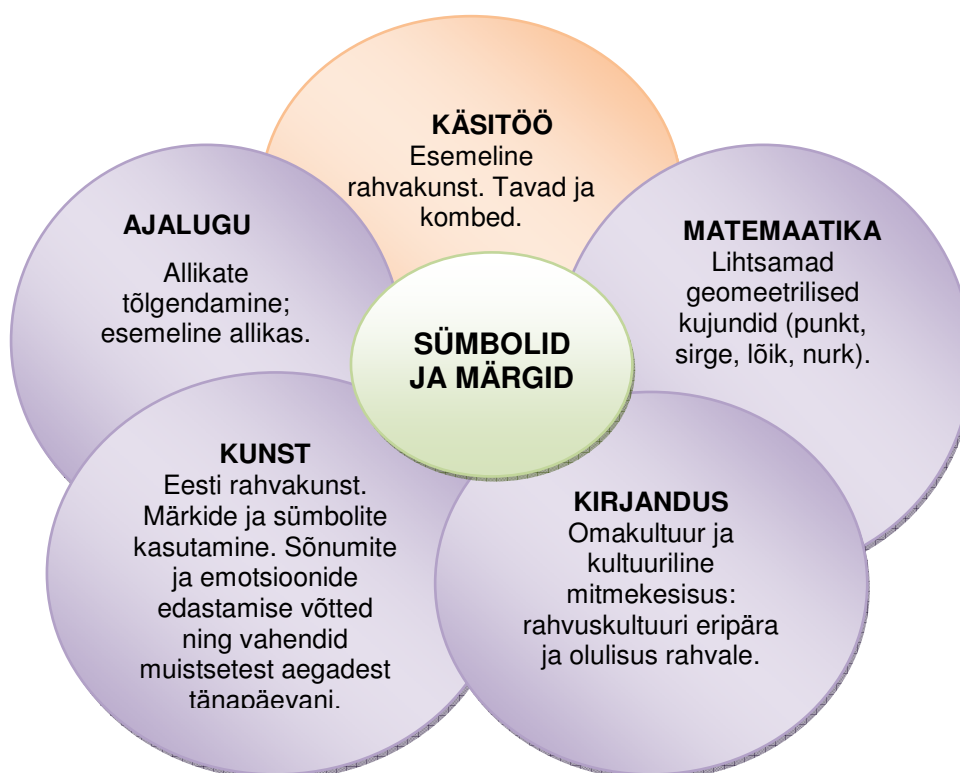 KÄSITÖÖ
Esemeline
rahvakunst. Tavad ja
kombed.
AJALUGU
Allikate
tõlgendamine;
esemeline allikas.
MATEMAATIKA
Lihtsamad
geomeetrilised
kujundid (punkt,
sirge, lõik, nurk).
SÜMBOLID
JA MÄRGID
KUNST
Eesti rahvakunst.
Märkide ja sümbolite
kasutamine. Sõnumite
ja emotsioonide
edastamise võtted
ning vahendid
muistsetest aegadest
tänapäevani.
KIRJANDUS
Omakultuur ja
kultuuriline
mitmekesisus:
rahvuskultuuri eripära
ja olulisus rahvale.